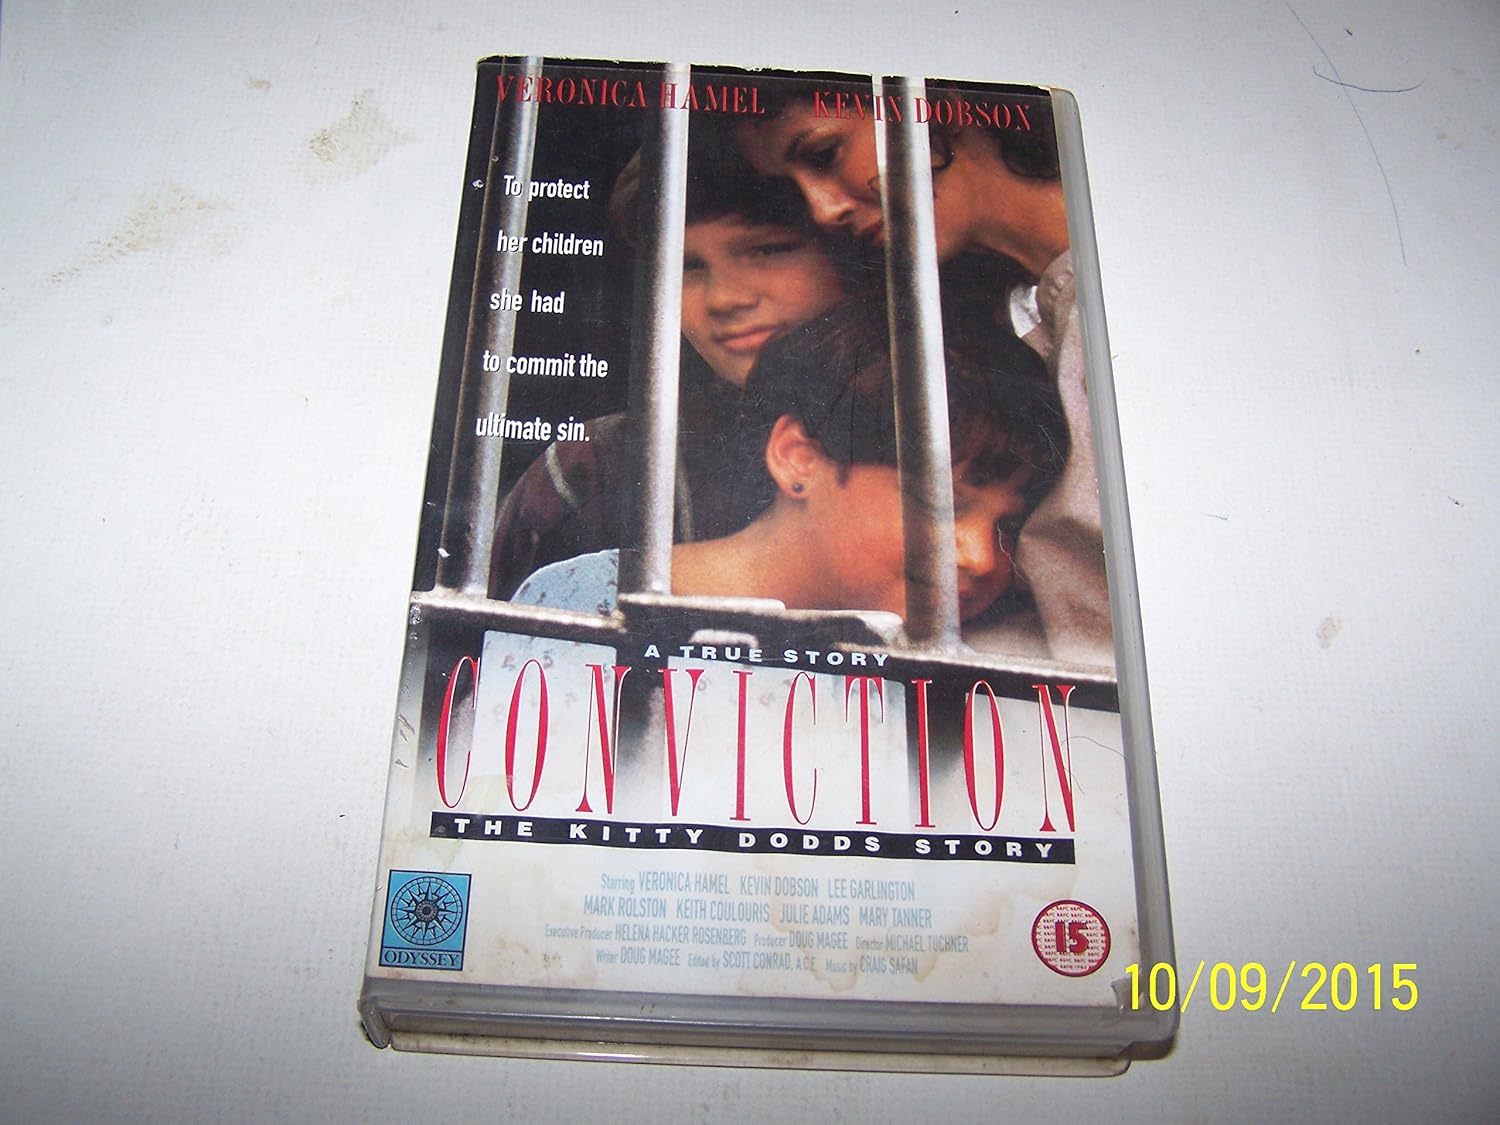 VERONICA HAMEL KEVIN DOBSON
To protect
her children
she had
to commit the
ultimate sin.
A TRUE STORY
CONVICTION
THE KITTY DODDS STORY
Starring VERONICA HAMEL KEVIN DOBSON LEE GARLINGTON
MARK ROLSTON KEITH COULOURIS JULIE ADAMS MARY TANNER
Executive Producer HELENA HACKER ROSENBERG Producer DOUG MAGEE Director MICHAEL TUCHNER
Writer DOUG MAGEE Edited by SCOTT CONRAD, A.C.E. Music by CRAIG SAFAN
ODYSSEY
15
10/09/2015